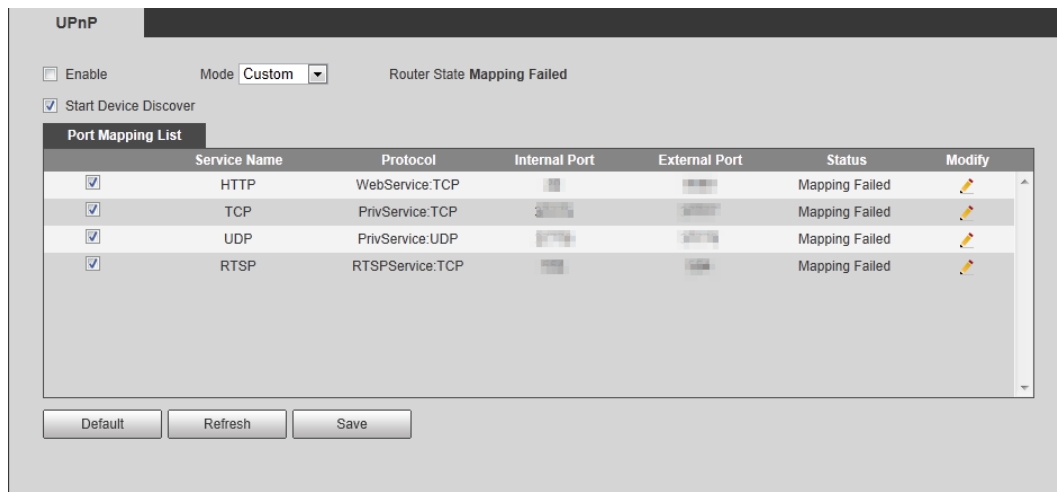 UPnP
Enable Mode Custom Router State Mapping Failed
Start Device Discover
Port Mapping List
Service Name Protocol Internal Port External Port Status Modify
HTTP WebService:TCP Mapping Failed
TCP PrivService:TCP Mapping Failed
UDP PrivService:UDP Mapping Failed
RTSP RTSPService:TCP Mapping Failed
Default Refresh Save